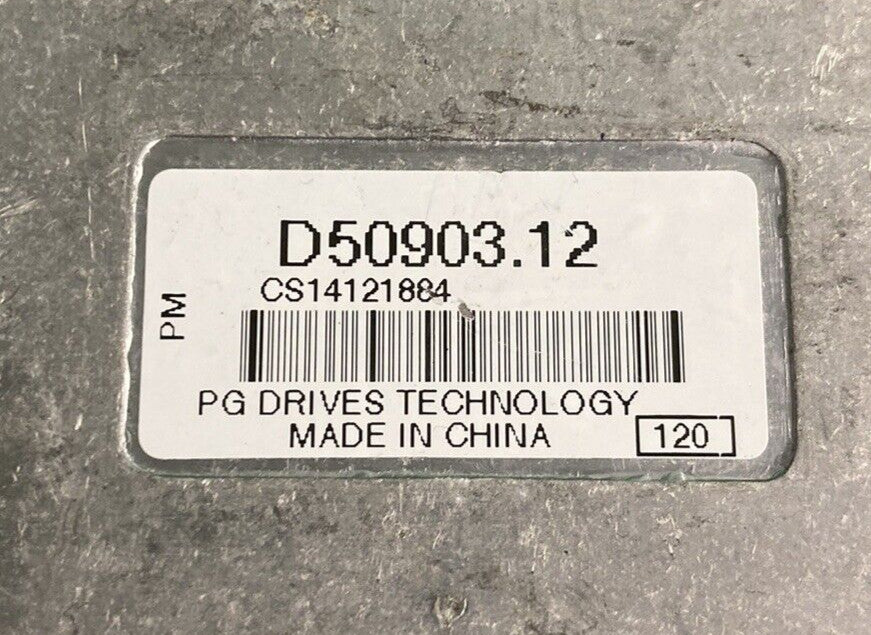 D50903.12
CS14121884
PM
PG DRIVES TECHNOLOGY
MADE IN CHINA
120